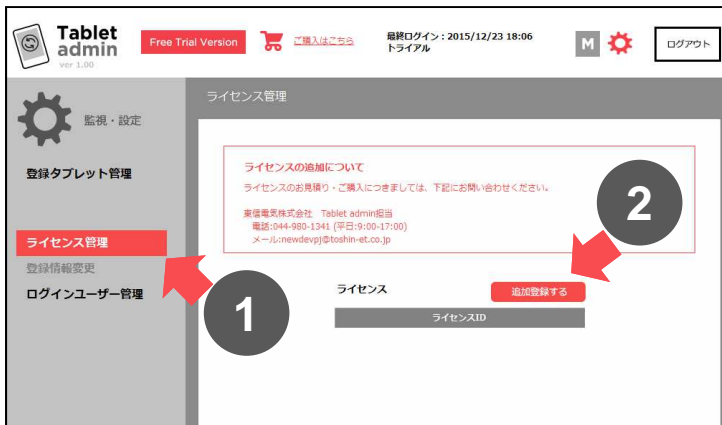 Tablet
admin
ver 1.00
Free Trial Version
ご購入はこちら
最終ログイン：2015/12/23 18:06
トライアル
M
ログアウト
監視・設定
登録タブレット管理
ライセンス管理
登録情報変更
ログインユーザー管理
ライセンス管理
ライセンスの追加について
ライセンスのお見積り・ご購入につきましては、下記にお問い合わせください。
東信電気株式会社　Tablet admin担当
電話:044-980-1341 (平日:9:00-17:00)
メール:newdevpj@toshin-et.co.jp
ライセンス
追加登録する
ライセンスID
1
2